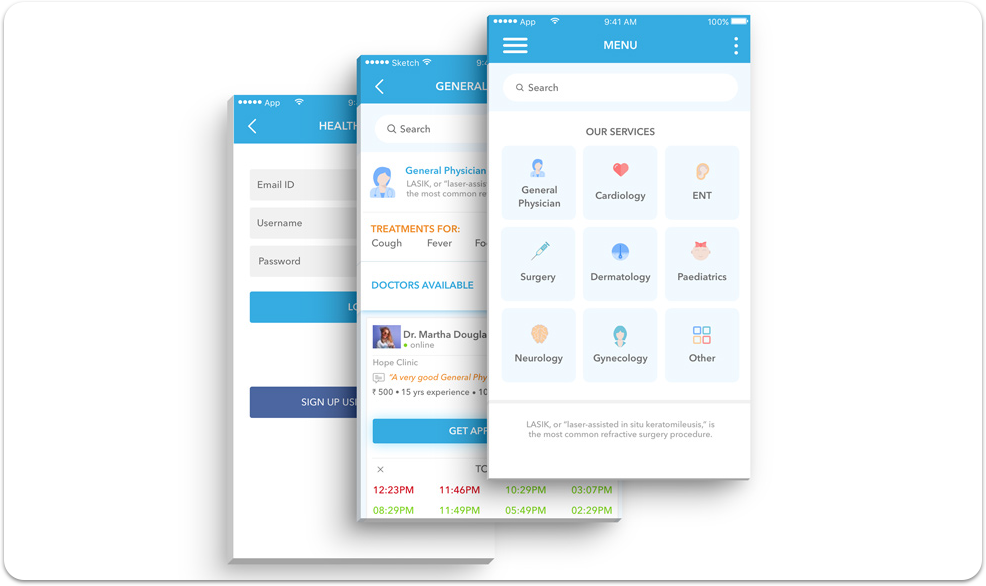 App
9:41 AM
100%
MENU
Search
OUR SERVICES
General
Physician
Cardiology
ENT
Surgery
Dermatology
Paediatrics
Neurology
Gynecology
Other
LASIK, or “laser-assisted in situ keratomileusis,” is
the most common refractive surgery procedure.
Sketch
9:4
GENERAL
Search
General Physician
LASIK, or “laser-assis
the most common re
TREATMENTS FOR:
Cough Fever Fo
DOCTORS AVAILABLE
Dr. Martha Dougla
online
Hope Clinic
“A very good General Phy
₹ 500 • 15 yrs experience • 10
GET APP
× TO
12:23PM 11:46PM 10:29PM 03:07PM
08:29PM 11:49PM 05:49PM 02:29PM
App
9:
HEALTH
Email ID
Username
Password
LO
SIGN UP USI